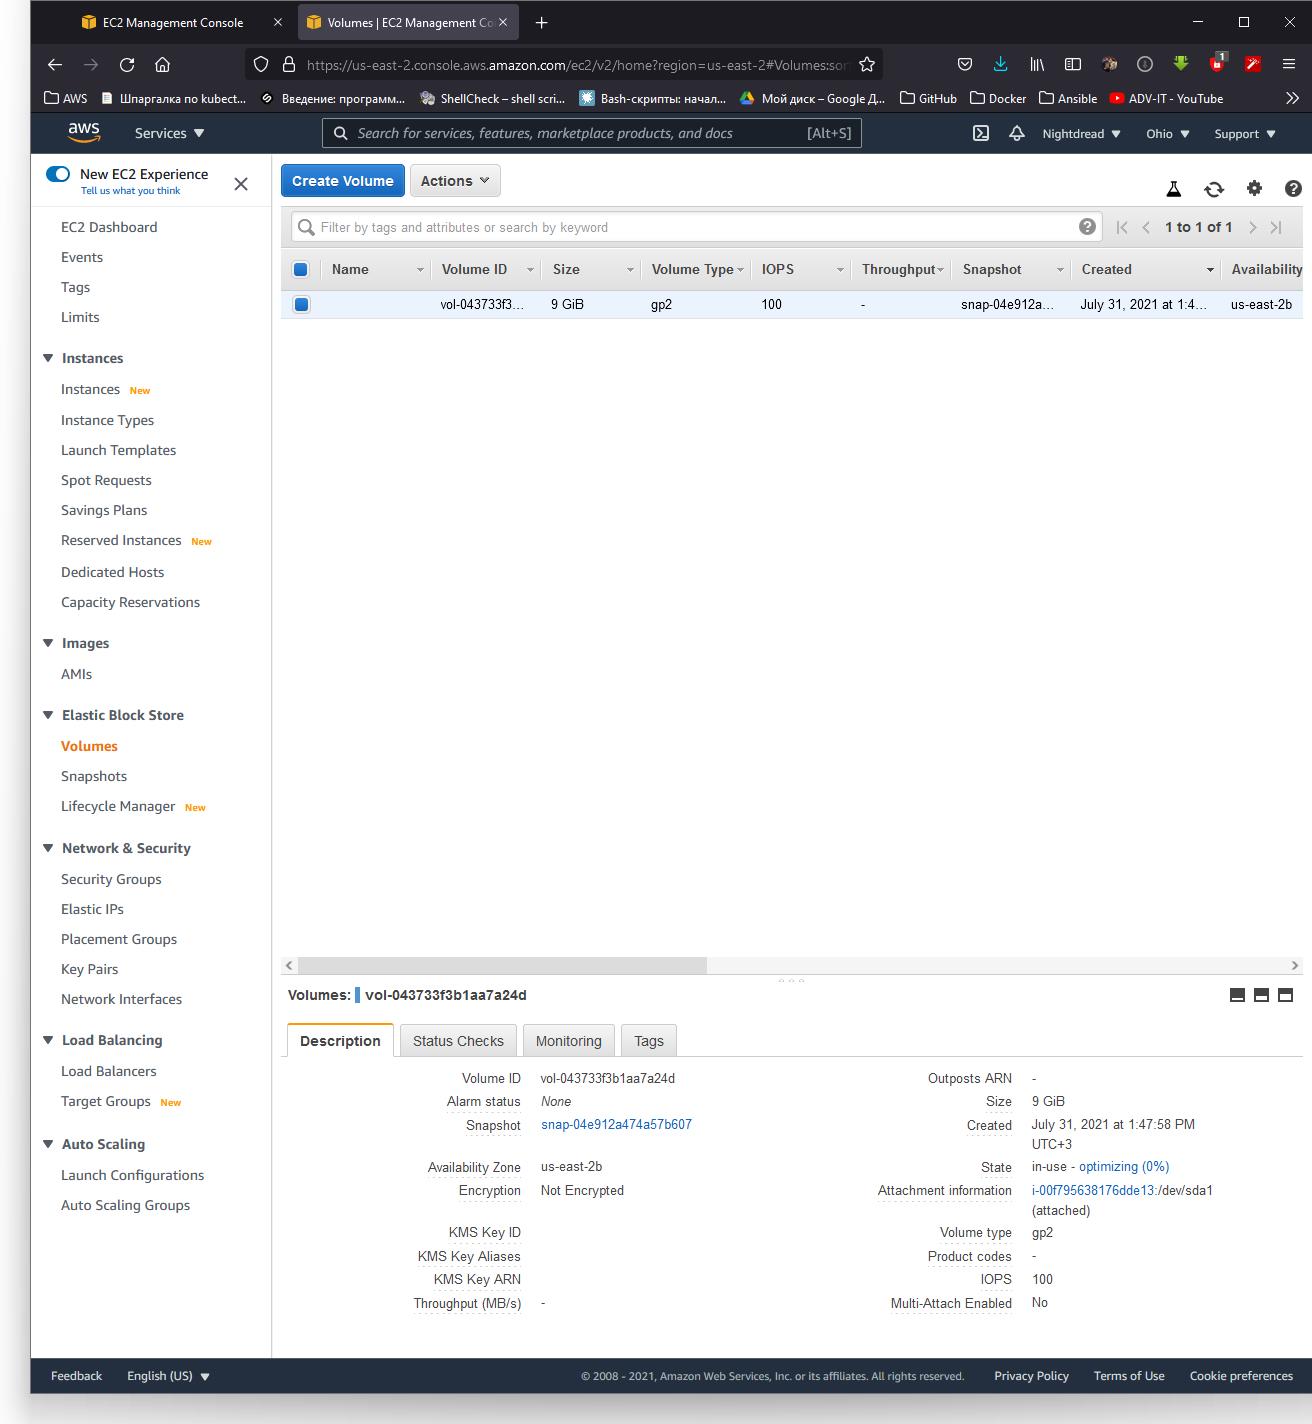 EC2 Management Console
Volumes | EC2 Management Co
https://us-east-2.console.aws.amazon.com/ec2/v2/home?region=us-east-2#Volumes:sor
1
AWS
Шпаргалка по kubect...
Введение: программ...
ShellCheck – shell scri...
Bash-скрипты: начал...
Мой диск – Google Д...
GitHub
Docker
Ansible
ADV-IT - YouTube
aws
Services
Search for services, features, marketplace products, and docs [Alt+S]
Nightdread
Ohio
Support
New EC2 Experience
Tell us what you think
EC2 Dashboard
Events
Tags
Limits
Instances
Instances New
Instance Types
Launch Templates
Spot Requests
Savings Plans
Reserved Instances New
Dedicated Hosts
Capacity Reservations
Images
AMIs
Elastic Block Store
Volumes
Snapshots
Lifecycle Manager New
Network & Security
Security Groups
Elastic IPs
Placement Groups
Key Pairs
Network Interfaces
Load Balancing
Load Balancers
Target Groups New
Auto Scaling
Launch Configurations
Auto Scaling Groups
Create Volume
Actions
Filter by tags and attributes or search by keyword
1 to 1 of 1
Name Volume ID Size Volume Type IOPS Throughput Snapshot Created Availability
vol-043733f3... 9 GiB gp2 100 - snap-04e912a... July 31, 2021 at 1:4... us-east-2b
Volumes: vol-043733f3b1aa7a24d
Description
Status Checks
Monitoring
Tags
Volume ID vol-043733f3b1aa7a24d
Alarm status None
Snapshot snap-04e912a474a57b607
Availability Zone us-east-2b
Encryption Not Encrypted
KMS Key ID
KMS Key Aliases
KMS Key ARN
Throughput (MB/s) -
Outposts ARN -
Size 9 GiB
Created July 31, 2021 at 1:47:58 PM
UTC+3
State in-use - optimizing (0%)
Attachment information i-00f795638176dde13:/dev/sda1
(attached)
Volume type gp2
Product codes -
IOPS 100
Multi-Attach Enabled No
Feedback
English (US)
© 2008 - 2021, Amazon Web Services, Inc. or its affiliates. All rights reserved.
Privacy Policy
Terms of Use
Cookie preferences